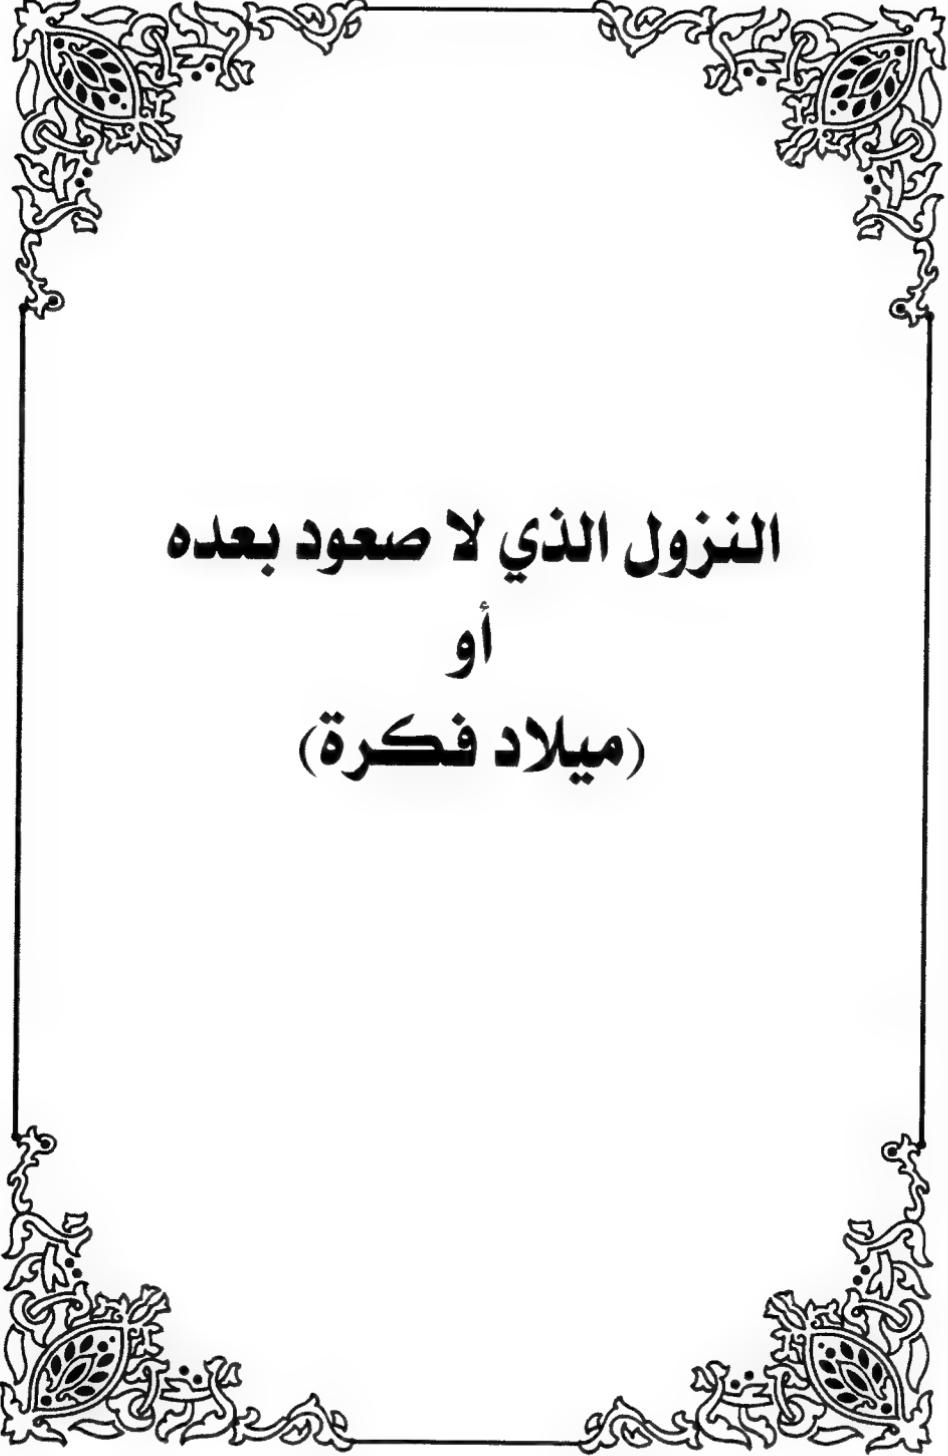 النزول الذي لا صعود بعده
أو
(ميلاد فكرة)